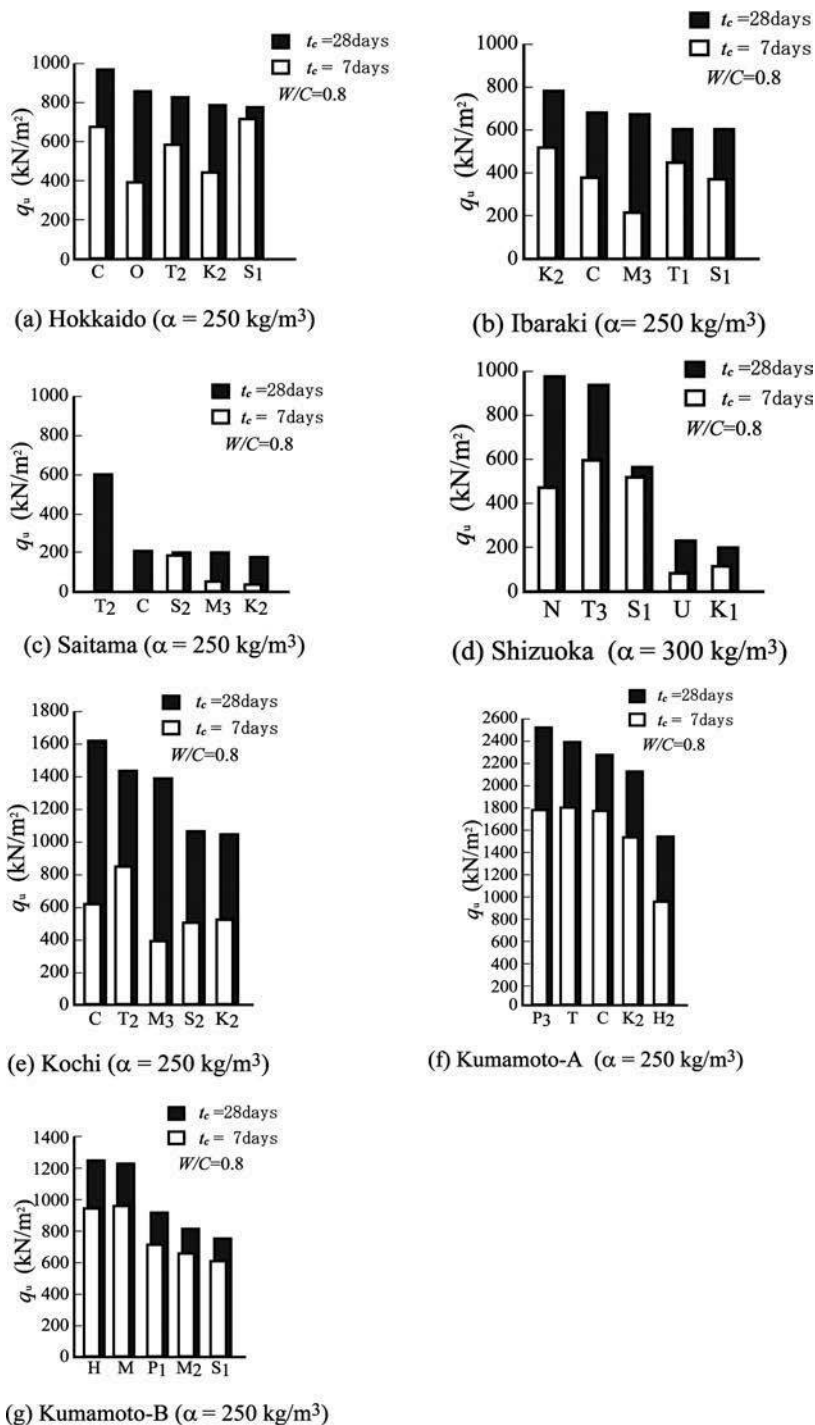 t_c =28days
t_c = 7days
W/C=0.8
1000
800
600
400
200
0
q_u (kN/m²)
C O T2 K2 S1
(a) Hokkaido (α = 250 kg/m³)
t_c =28days
t_c = 7days
W/C=0.8
1000
800
600
400
200
0
q_u (kN/m²)
K2 C M3 T1 S1
(b) Ibaraki (α= 250 kg/m³)
t_c =28days
t_c = 7days
W/C=0.8
1000
800
600
400
200
0
q_u (kN/m²)
T2 C S2 M3 K2
(c) Saitama (α = 250 kg/m³)
t_c =28days
t_c = 7days
W/C=0.8
1000
800
600
400
200
0
q_u (kN/m²)
N T3 S1 U K1
(d) Shizuoka (α = 300 kg/m³)
t_c =28days
t_c = 7days
W/C=0.8
1800
1600
1400
1200
1000
800
600
400
200
0
q_u (kN/m²)
C T2 M3 S2 K2
(e) Kochi (α = 250 kg/m³)
t_c =28days
t_c = 7days
W/C=0.8
2600
2400
2200
2000
1800
1600
1400
1200
1000
800
600
400
200
0
q_u (kN/m²)
P3 T C K2 H2
(f) Kumamoto-A (α = 250 kg/m³)
t_c =28days
t_c = 7days
W/C=0.8
1400
1200
1000
800
600
400
200
0
q_u (kN/m²)
H M P1 M2 S1
(g) Kumamoto-B (α = 250 kg/m³)